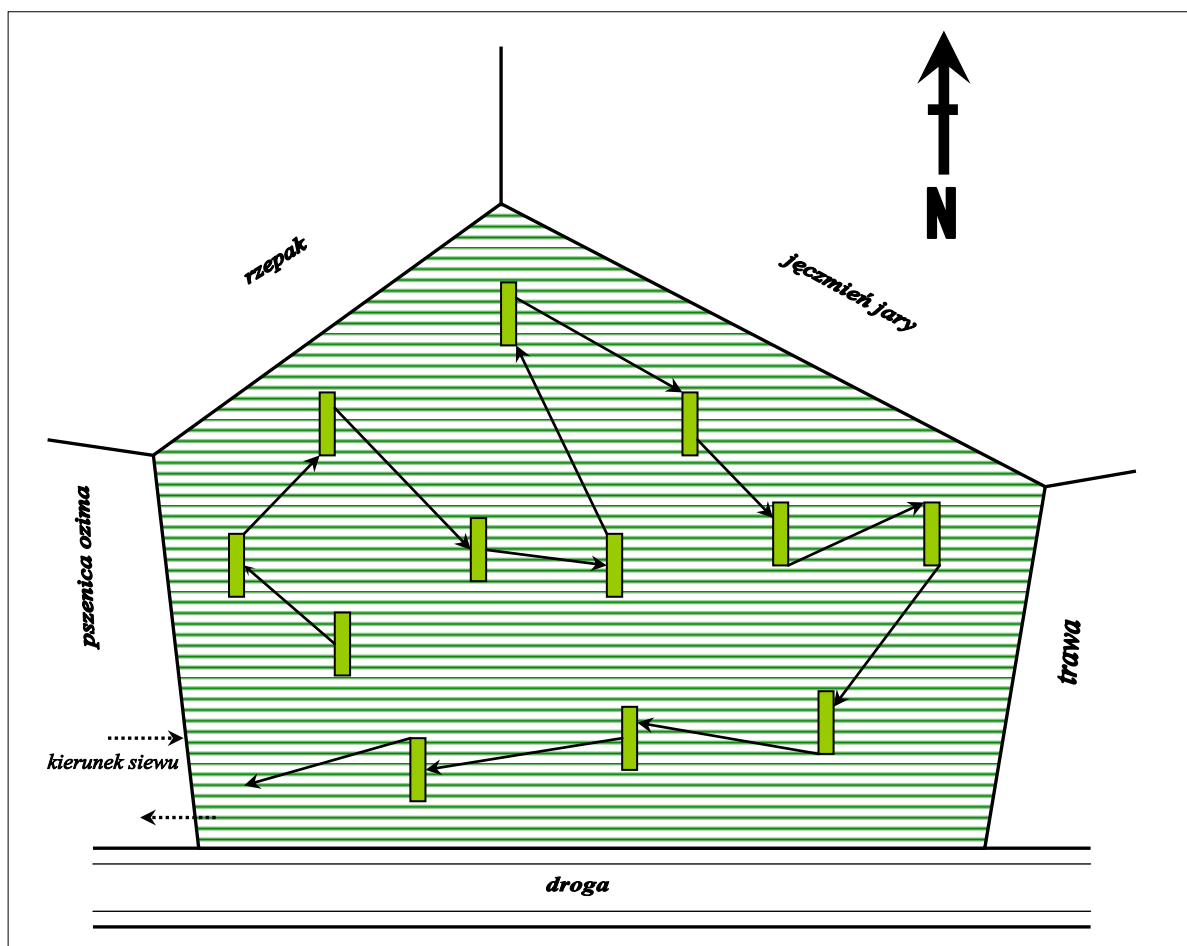 N
rzepak
jęczmień jary
pszenica ozima
trawa
kierunek siewu
droga